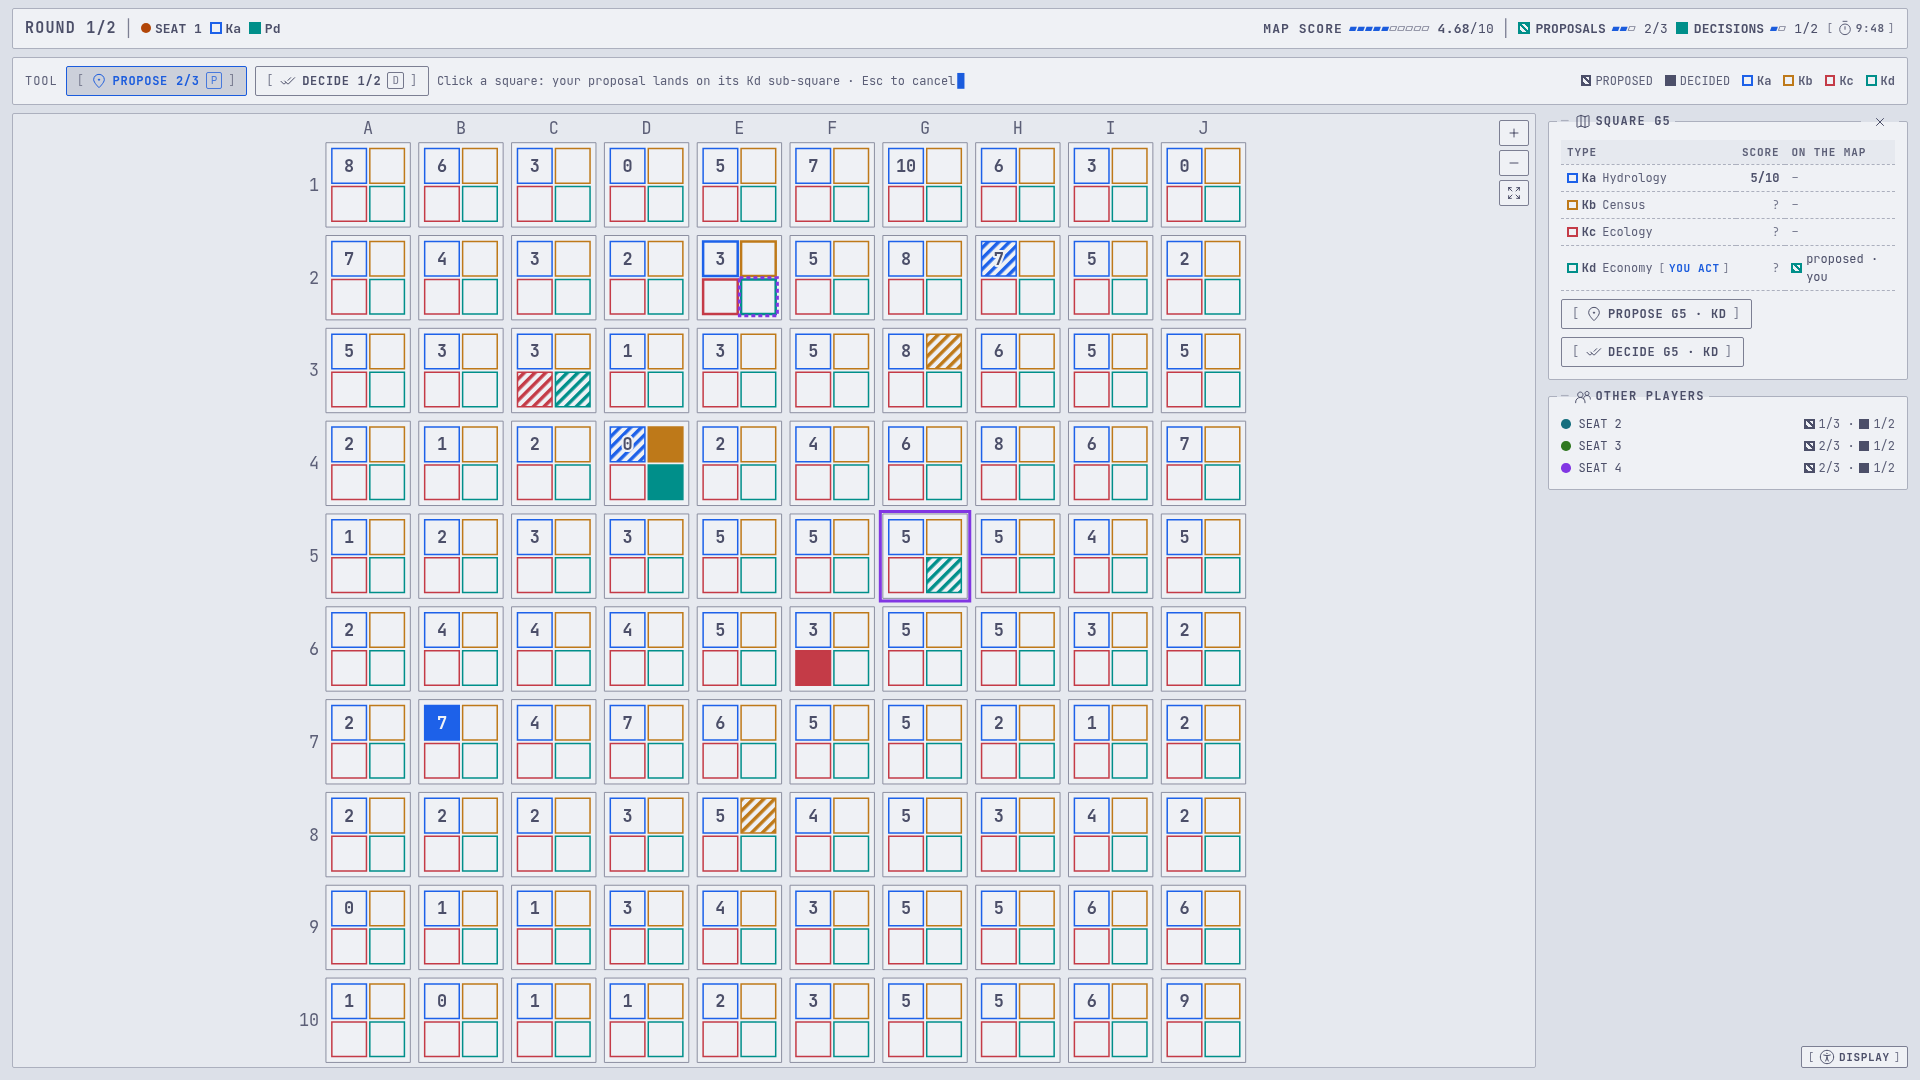 ROUND 1/2 SEAT 1 Ka Pd MAP SCORE 4.68/10 PROPOSALS 2/3 DECISIONS 1/2 [ 9:48 ]
TOOL [ PROPOSE 2/3 P ] [ DECIDE 1/2 D ] Click a square: your proposal lands on its Kd sub-square · Esc to cancel PROPOSED DECIDED Ka Kb Kc Kd
A B C D E F G H I J
1 8 6 3 0 5 7 10 6 3 0
2 7 4 3 2 3 5 8 7 5 2
3 5 3 3 1 3 5 8 6 5 5
4 2 1 2 0 2 4 6 8 6 7
5 1 2 3 3 5 5 5 5 4 5
6 2 4 4 4 5 3 5 5 3 2
7 2 7 4 7 6 5 5 2 1 2
8 2 2 2 3 5 4 5 3 4 2
9 0 1 1 3 4 3 5 5 6 6
10 1 0 1 1 2 3 5 5 6 9
+
−
SQUARE G5
TYPE SCORE ON THE MAP
Ka Hydrology 5/10 –
Kb Census ? –
Kc Ecology ? –
Kd Economy [ YOU ACT ] ? proposed ·
you
[ PROPOSE G5 · KD ]
[ DECIDE G5 · KD ]
OTHER PLAYERS
SEAT 2 1/3 · 1/2
SEAT 3 2/3 · 1/2
SEAT 4 2/3 · 1/2
[ DISPLAY ]